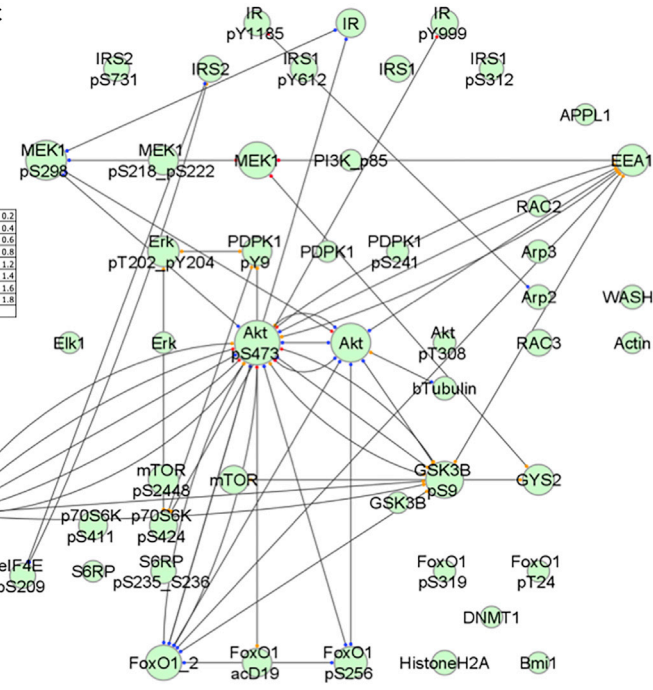 IR
pY1185
IR
IR
pY999
IRS2
pS731
IRS2
IRS1
pY612
IRS1
IRS1
pS312
APPL1
MEK1
pS298
MEK1
pS218_pS222
MEK1
PI3K_p85
EEA1
RAC2
0.2
0.4
0.6
0.8
1.2
1.4
1.6
1.8
Erk
pT202_pY204
PDPK1
pY9
PDPK1
PDPK1
pS241
Arp3
Arp2
WASH
Elk1
Erk
Akt
pS473
Akt
Akt
pT308
RAC3
Actin
bTubulin
mTOR
pS2448
mTOR
GSK3B
pS9
GYS2
GSK3B
p70S6K
pS411
p70S6K
pS424
eIF4E
pS209
S6RP
S6RP
pS235_S236
FoxO1
pS319
FoxO1
pT24
DNMT1
FoxO1_2
FoxO1
acD19
FoxO1
pS256
HistoneH2A
Bmi1